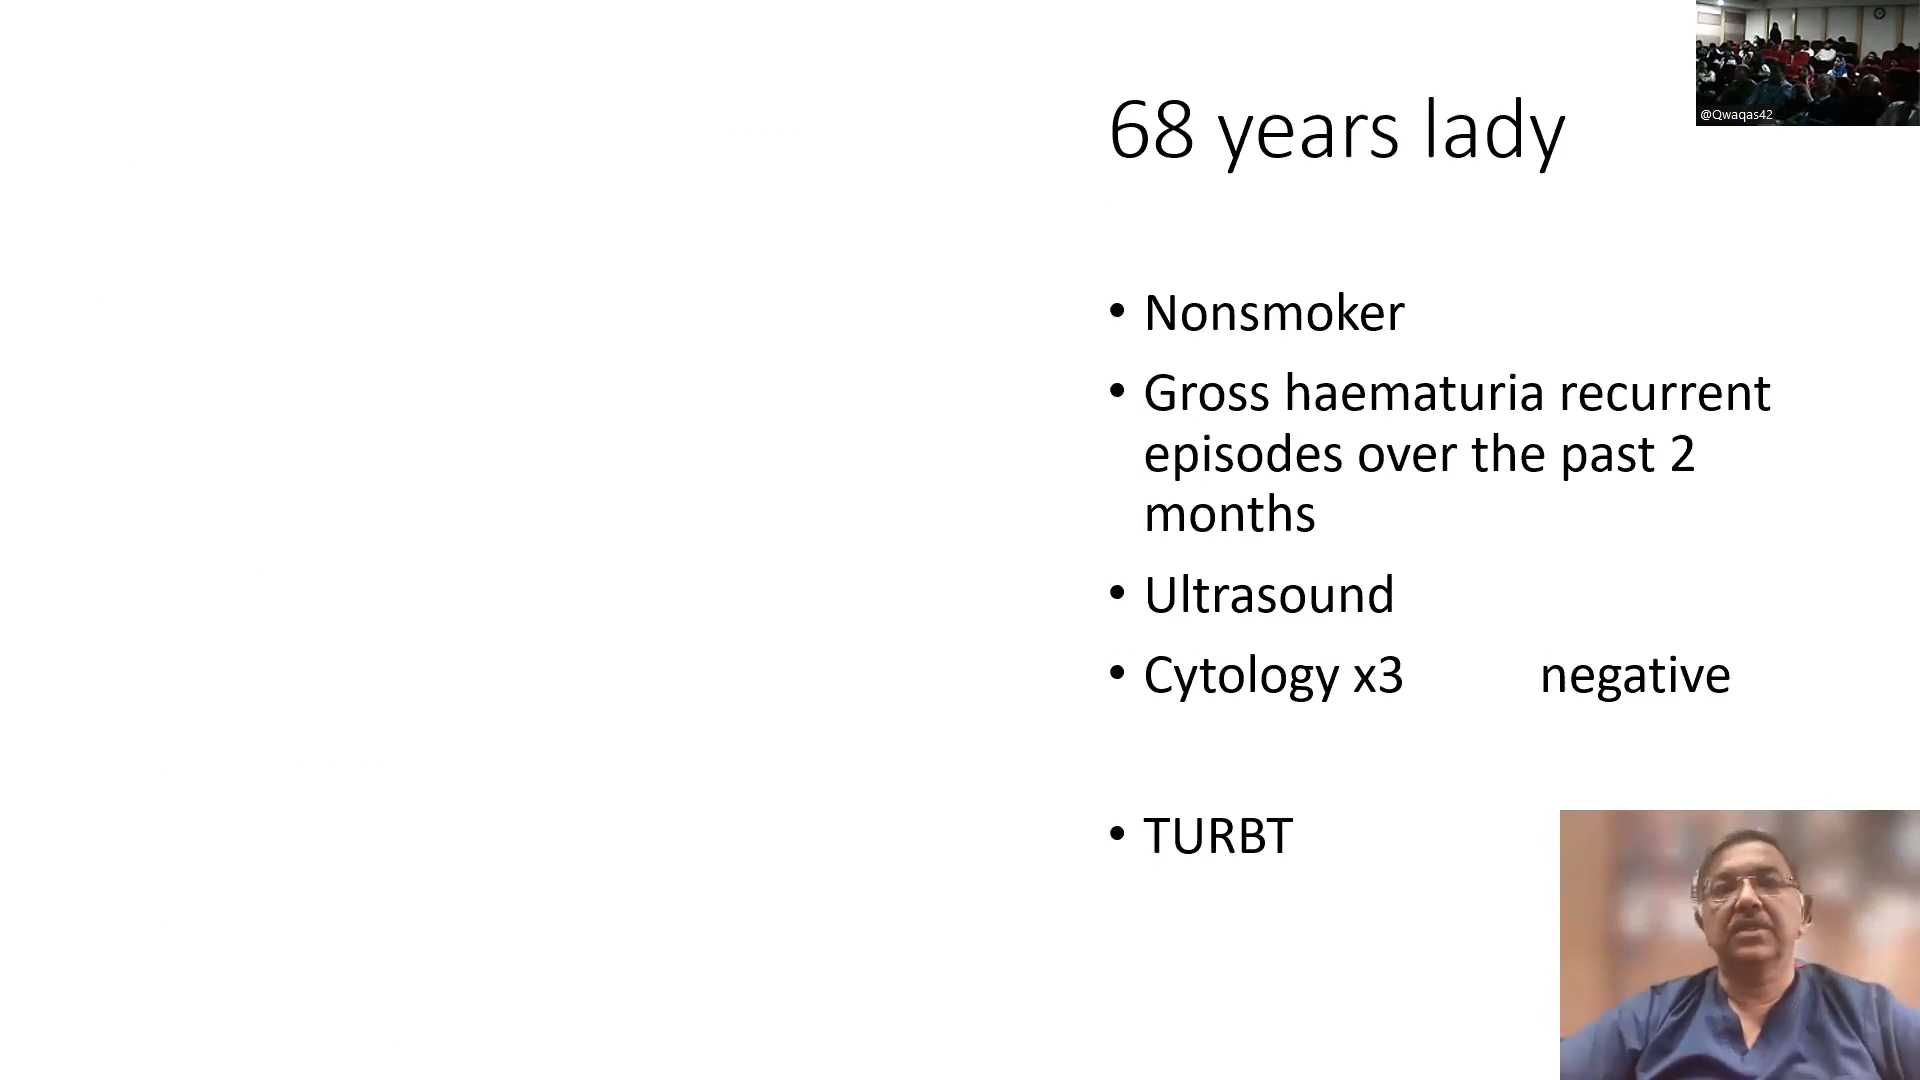 @Qwaqas42
68 years lady
• Nonsmoker
• Gross haematuria recurrent
episodes over the past 2
months
• Ultrasound
• Cytology x3 negative
• TURBT